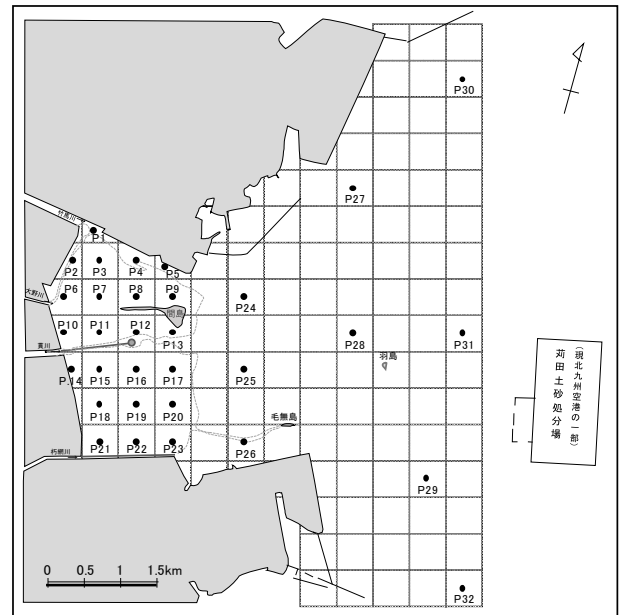 P30
P27
竹馬川
P1
P2 P3 P4 P5
大野川
P6 P7 P8 P9
P24
間島
P10 P11 P12 P13
貫川
P28
P31
羽島
P.14 P15 P16 P17
P25
(現北九州空港の一部)
苅田土砂処分場
P18 P19 P20
毛無島
P21 P22 P23
P26
朽網川
P29
0 0.5 1 1.5km
P32